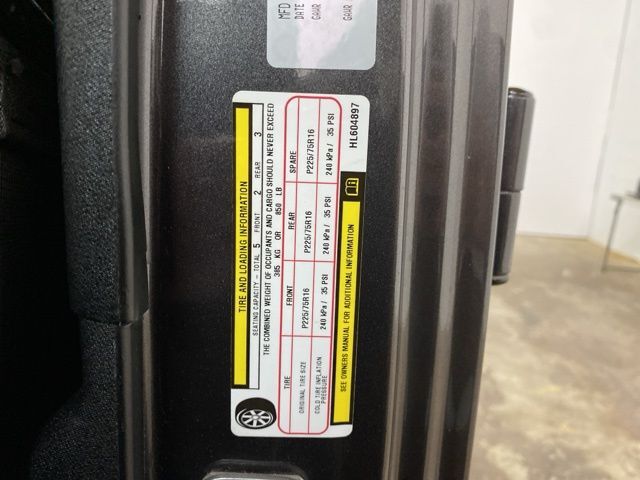 MFD
DATE
GAWR
GAWR
TIRE AND LOADING INFORMATION
SEATING CAPACITY - TOTAL 5 FRONT 2 REAR 3
THE COMBINED WEIGHT OF OCCUPANTS AND CARGO SHOULD NEVER EXCEED
385 KG OR 850 LB
TIRE FRONT REAR SPARE
ORIGINAL TIRE SIZE P225/75R16 P225/75R16 P225/75R16
COLD TIRE INFLATION PRESSURE 240 kPa / 35 PSI 240 kPa / 35 PSI 240 kPa / 35 PSI
SEE OWNERS MANUAL FOR ADDITIONAL INFORMATION
HL604897